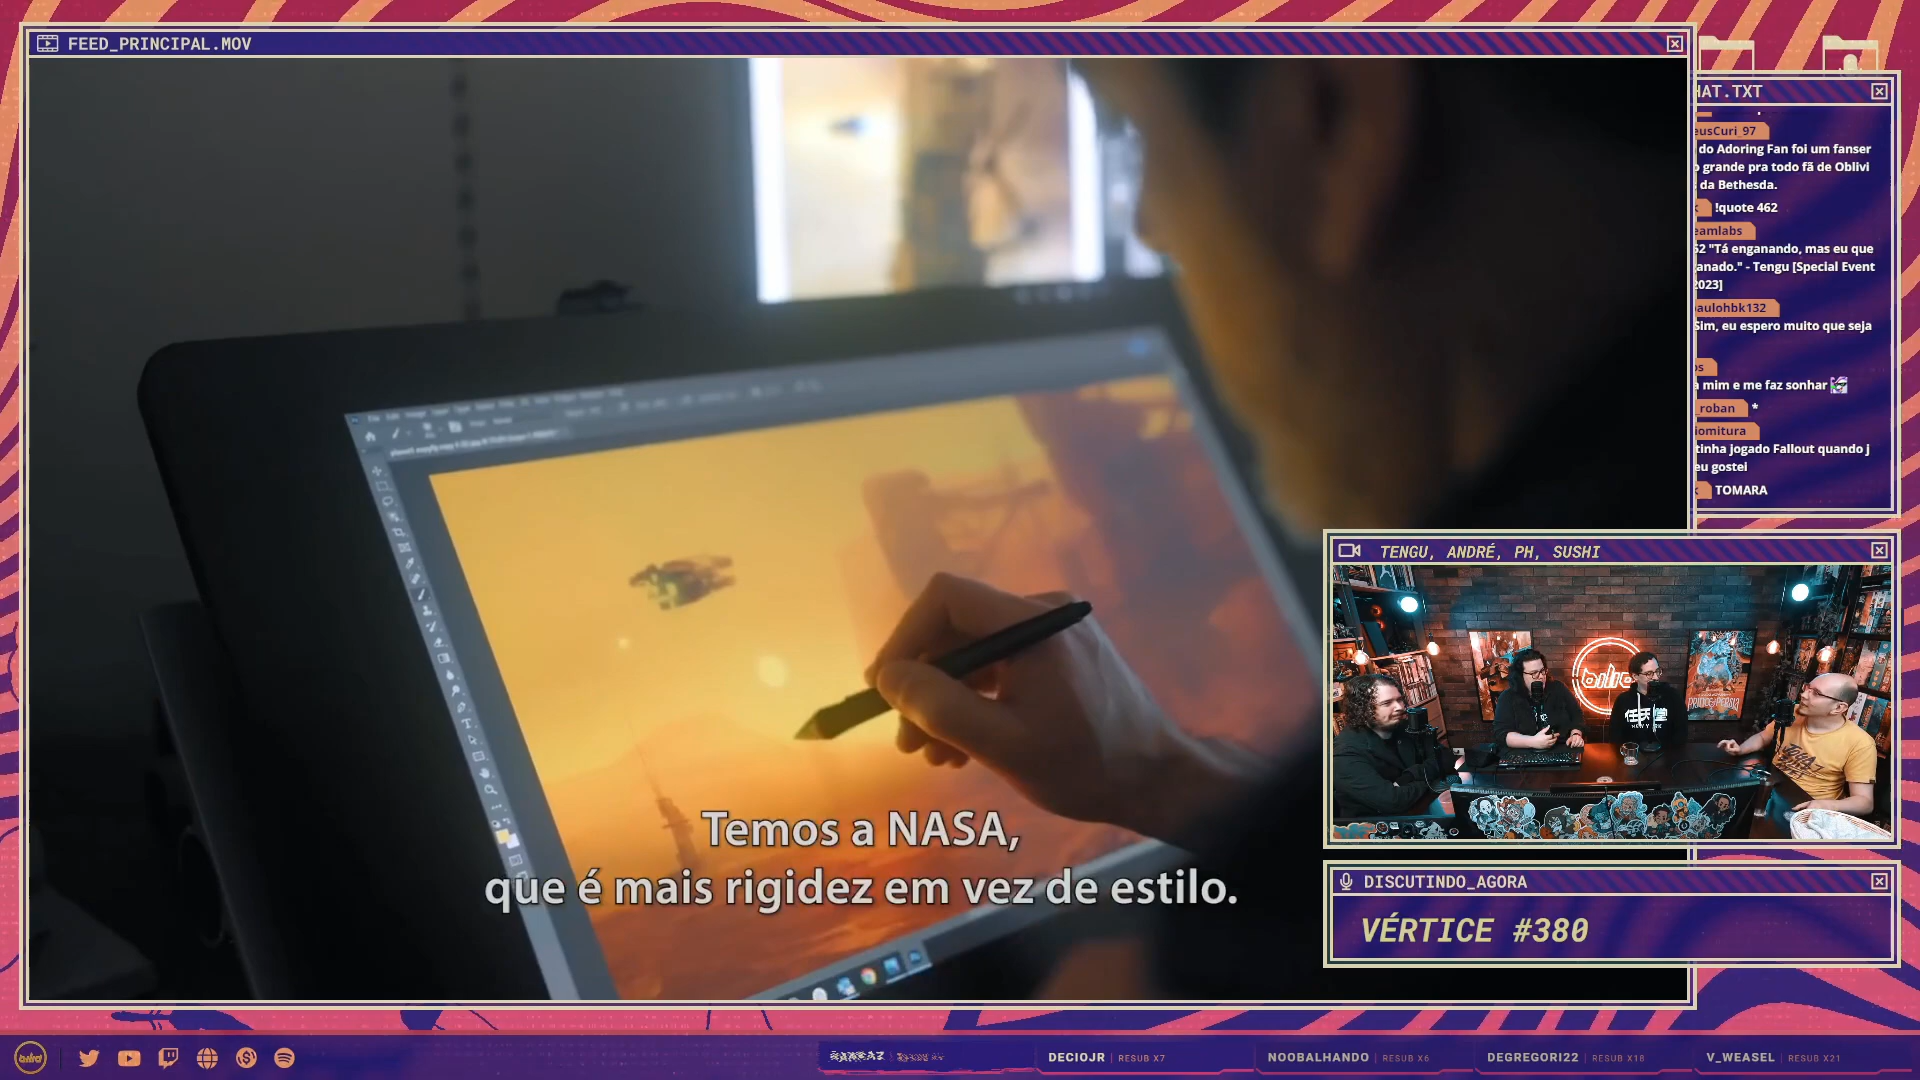 FEED_PRINCIPAL.MOV
HAT.TXT
eusCuri_97
do Adoring Fan foi um fanser
grande pra todo fã de Oblivi
da Bethesda.
!quote 462
eamlabs
"Tá enganando, mas eu que
anado." - Tengu [Special Event
2023]
aulohbk132
Sim, eu espero muito que seja
os
a mim e me faz sonhar
_roban *
iomitura
tinha jogado Fallout quando j
eu gostei
TOMARA
TENGU, ANDRÉ, PH, SUSHI
Temos a NASA,
que é mais rigidez em vez de estilo.
DISCUTINDO_AGORA
VÉRTICE #380
DECIOJR | RESUB X7
NOOBALHANDO | RESUB X6
DEGREGORI22 | RESUB X18
V_WEASEL | RESUB X21